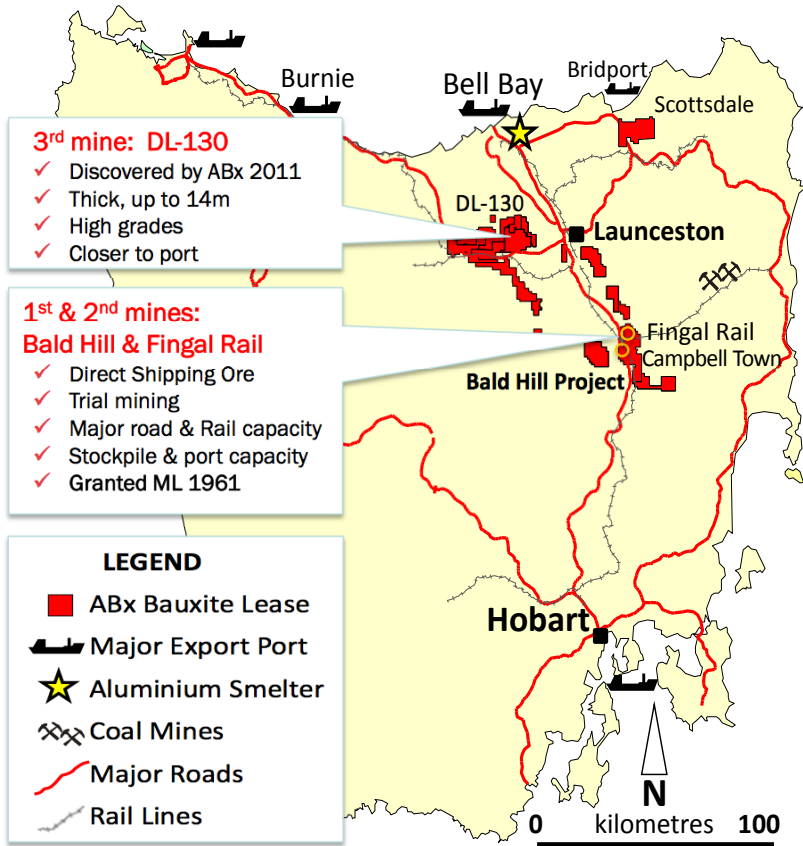 Burnie
Bell Bay
Bridport
Scottsdale
3rd mine: DL-130
✓ Discovered by ABx 2011
✓ Thick, up to 14m
✓ High grades
✓ Closer to port
DL-130
Launceston
1st & 2nd mines:
Bald Hill & Fingal Rail
✓ Direct Shipping Ore
✓ Trial mining
✓ Major road & Rail capacity
✓ Stockpile & port capacity
✓ Granted ML 1961
Fingal Rail
Campbell Town
Bald Hill Project
LEGEND
ABx Bauxite Lease
Major Export Port
Aluminium Smelter
Coal Mines
Major Roads
Rail Lines
Hobart
N
0 kilometres 100